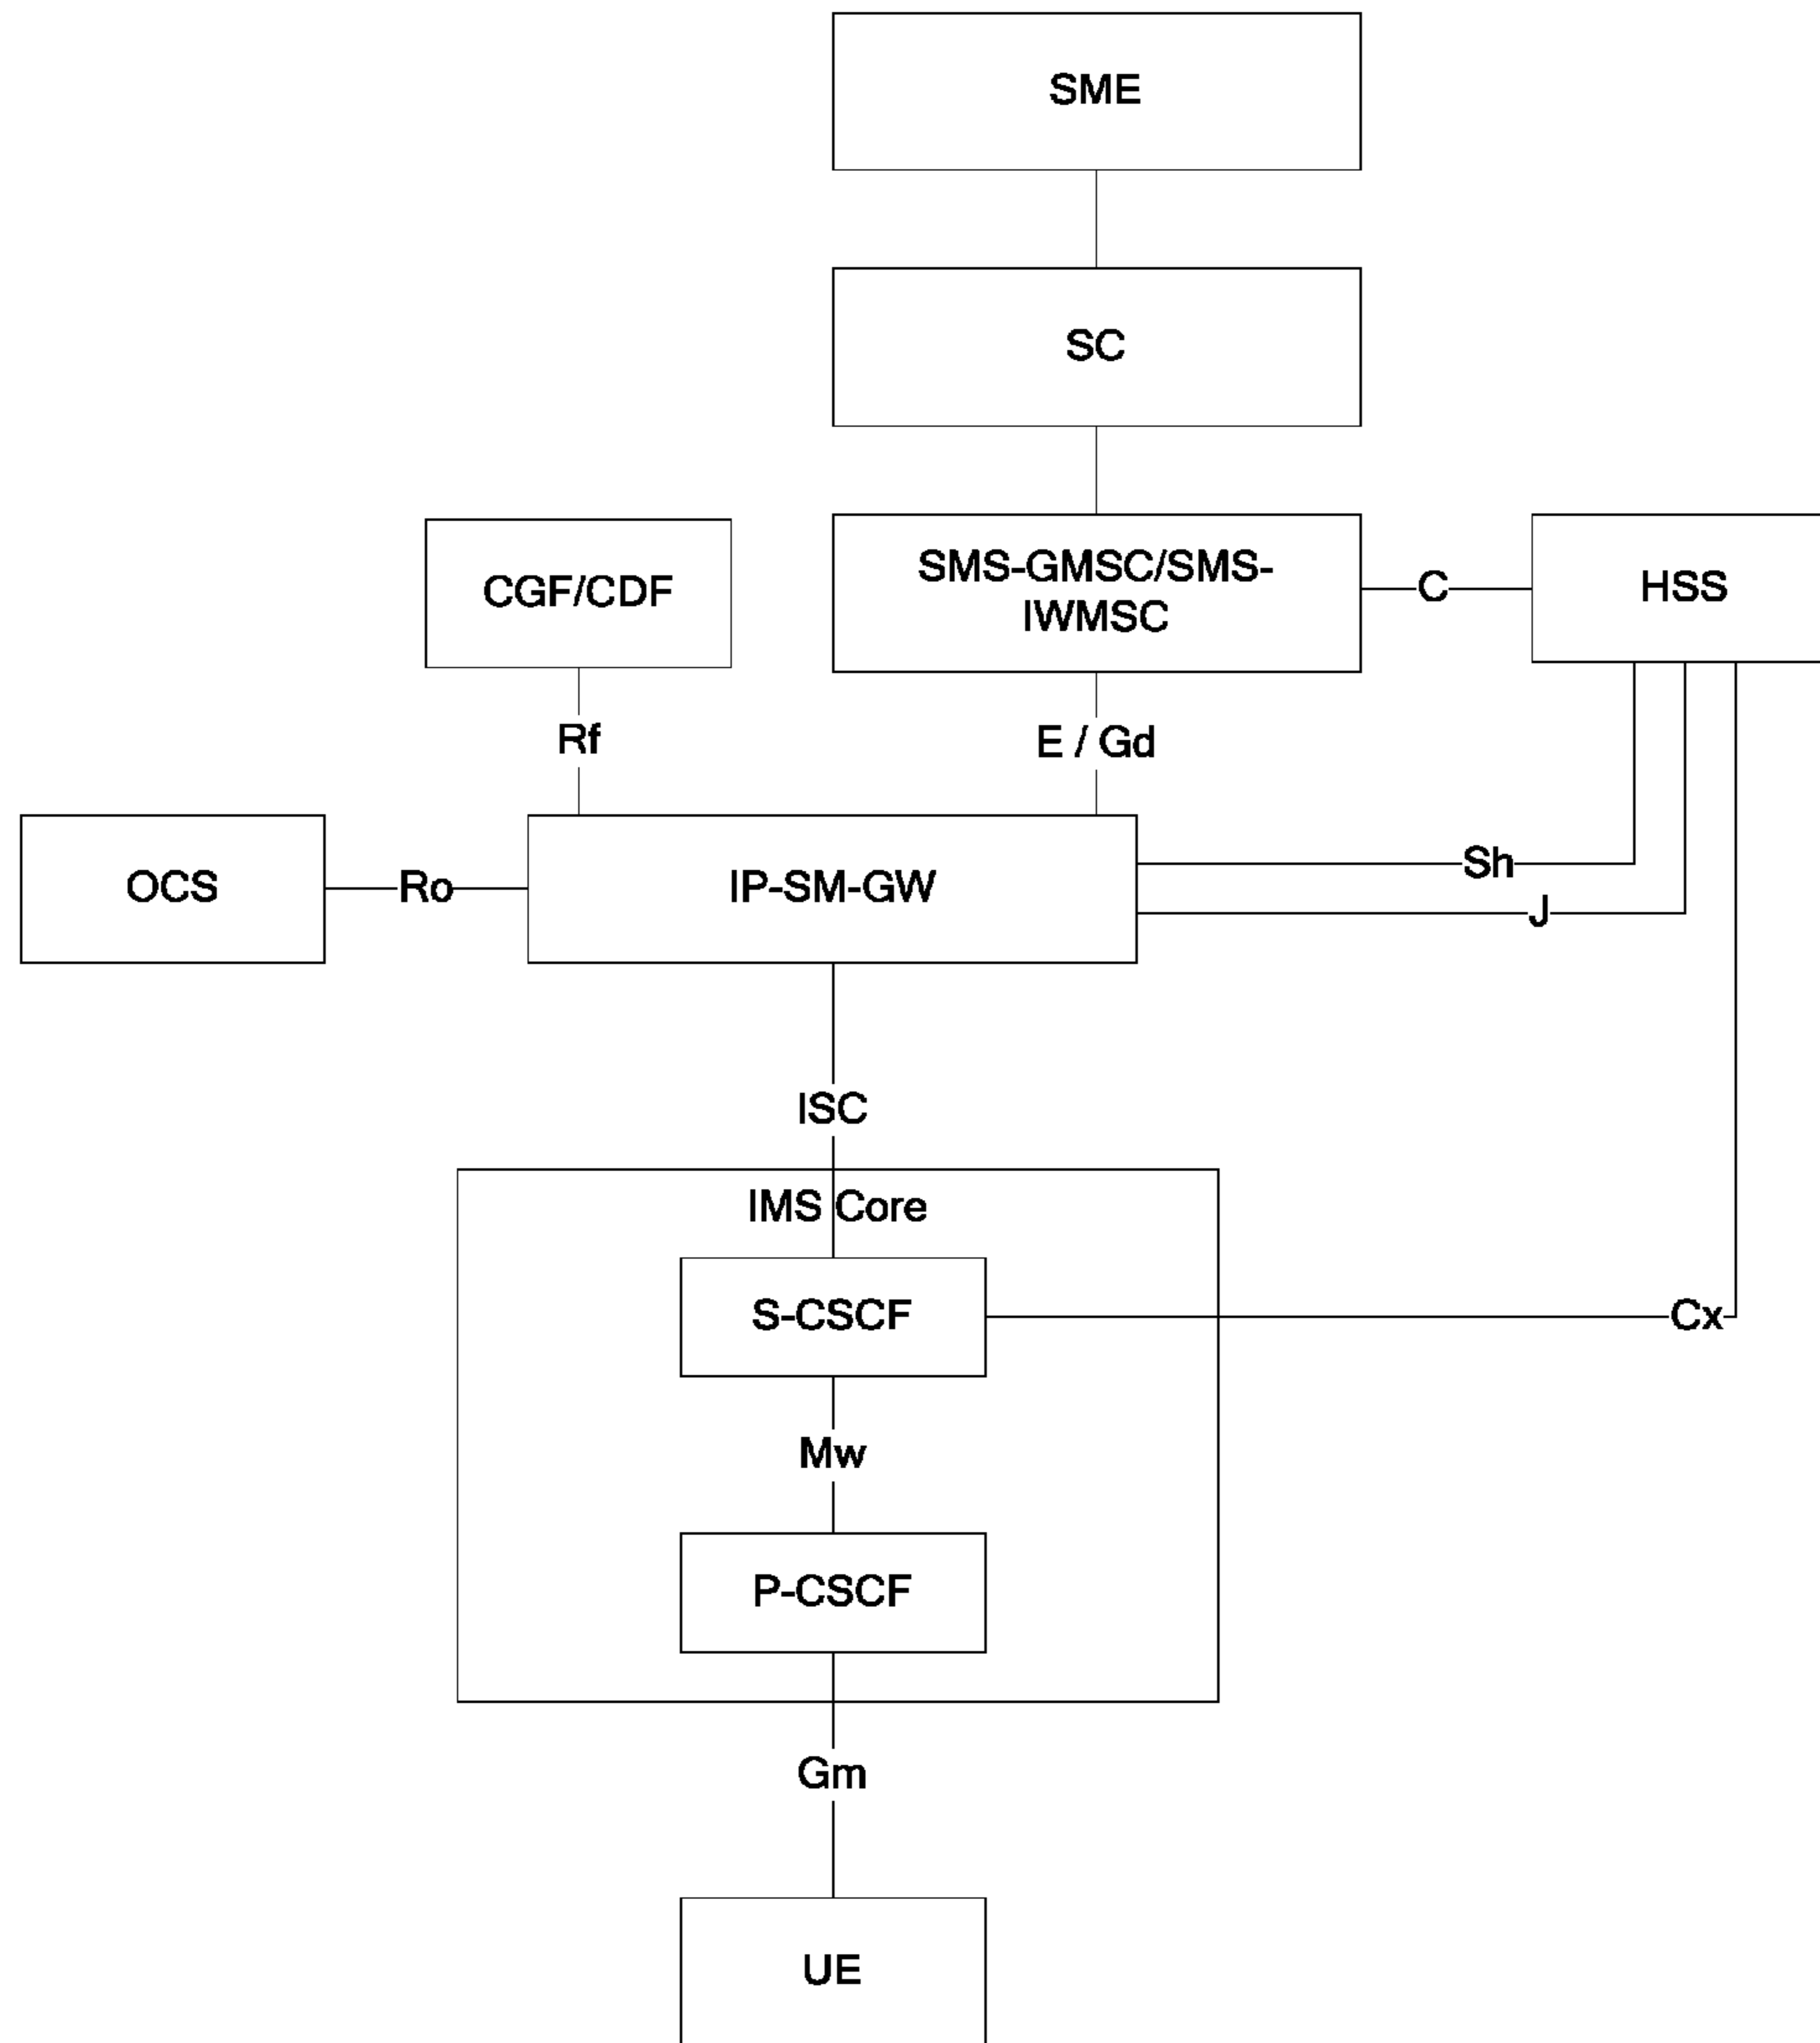 SME
SC
CGF/CDF
SMS-GMSC/SMS-
IWMSC
C
HSS
Rf
E / Gd
OCS
Ro
IP-SM-GW
Sh
J
ISC
IMS Core
S-CSCF
Cx
Mw
P-CSCF
Gm
UE